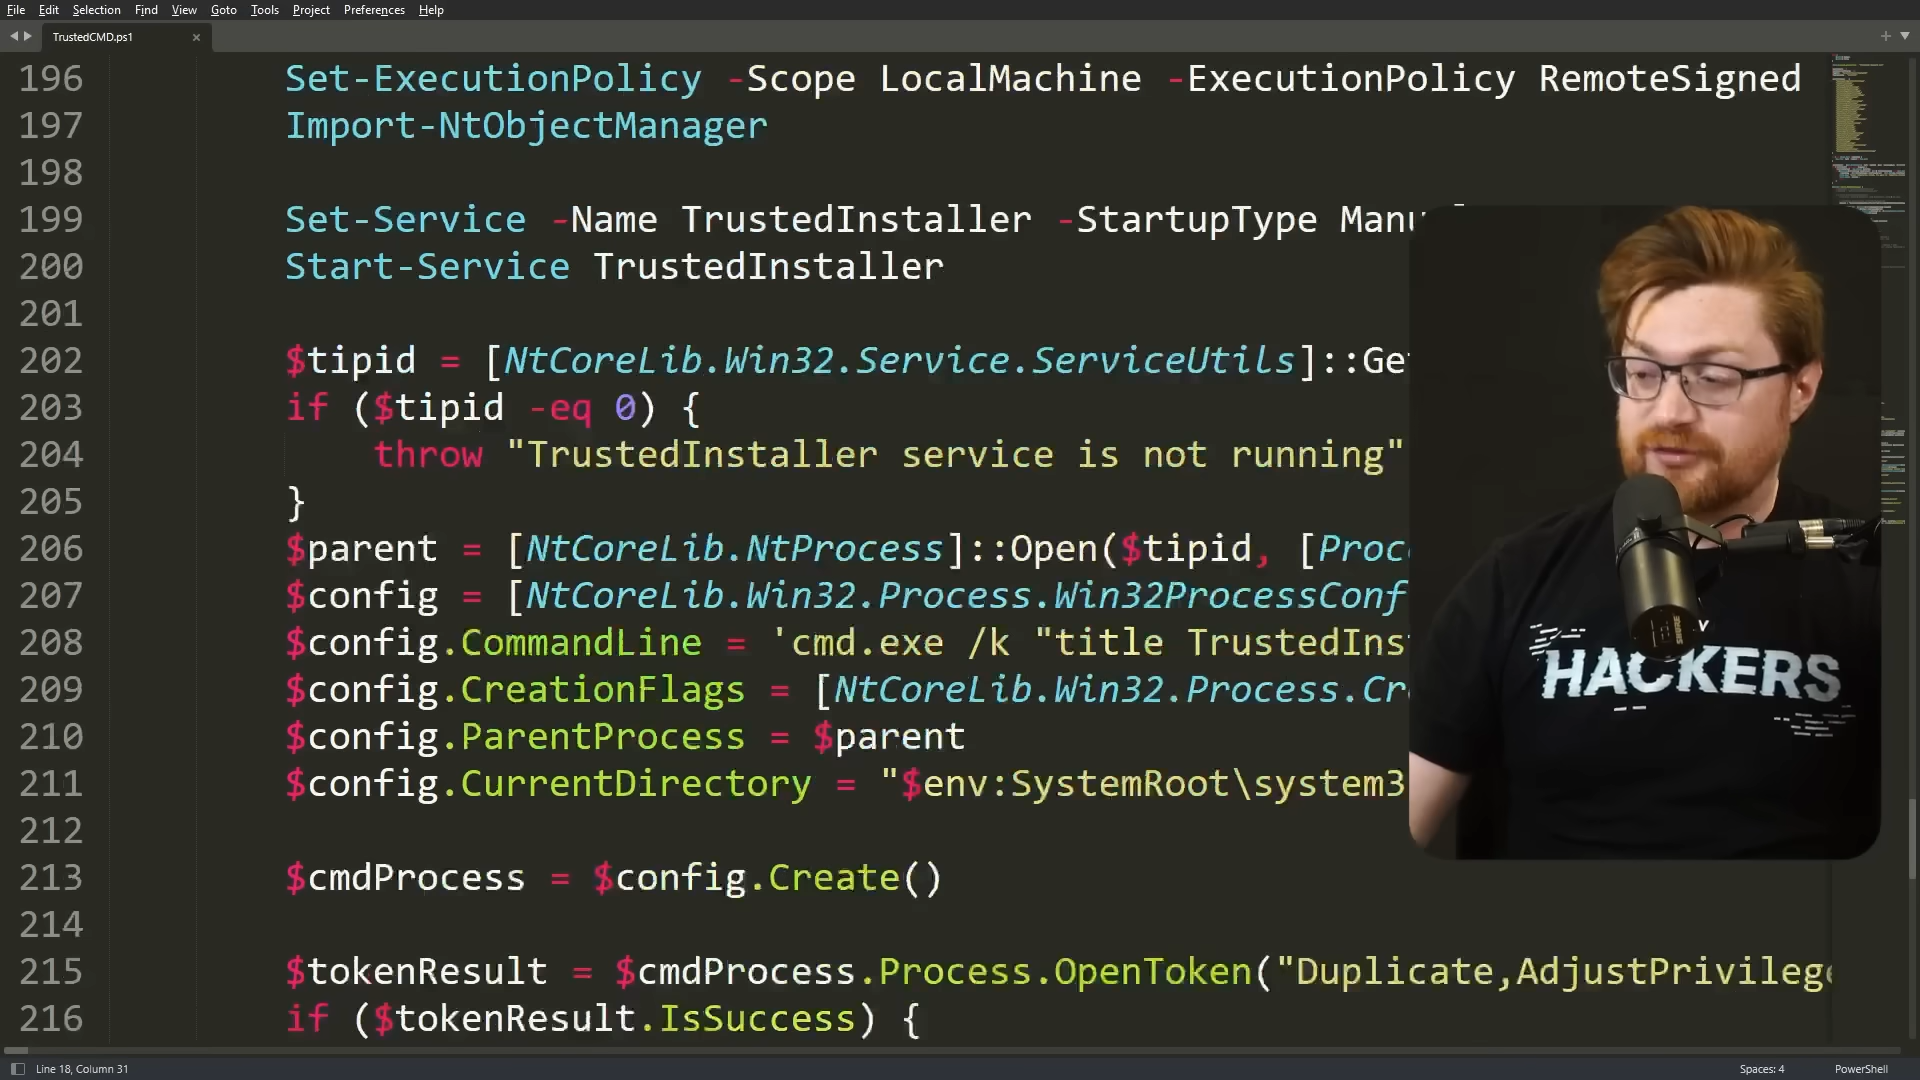 File Edit Selection Find View Goto Tools Project Preferences Help
TrustedCMD.ps1
196 Set-ExecutionPolicy -Scope LocalMachine -ExecutionPolicy RemoteSigned
197 Import-NtObjectManager
198
199 Set-Service -Name TrustedInstaller -StartupType Manu
200 Start-Service TrustedInstaller
201
202 $tipid = [NtCoreLib.Win32.Service.ServiceUtils]::Ge
203 if ($tipid -eq 0) {
204 throw "TrustedInstaller service is not running"
205 }
206 $parent = [NtCoreLib.NtProcess]::Open($tipid, [Proc
207 $config = [NtCoreLib.Win32.Process.Win32ProcessConf
208 $config.CommandLine = 'cmd.exe /k "title TrustedIns
209 $config.CreationFlags = [NtCoreLib.Win32.Process.Cr
210 $config.ParentProcess = $parent
211 $config.CurrentDirectory = "$env:SystemRoot\system3
212
213 $cmdProcess = $config.Create()
214
215 $tokenResult = $cmdProcess.Process.OpenToken("Duplicate,AdjustPrivileg
216 if ($tokenResult.IsSuccess) {
HACKERS
SHURE
Line 18, Column 31
Spaces: 4
PowerShell